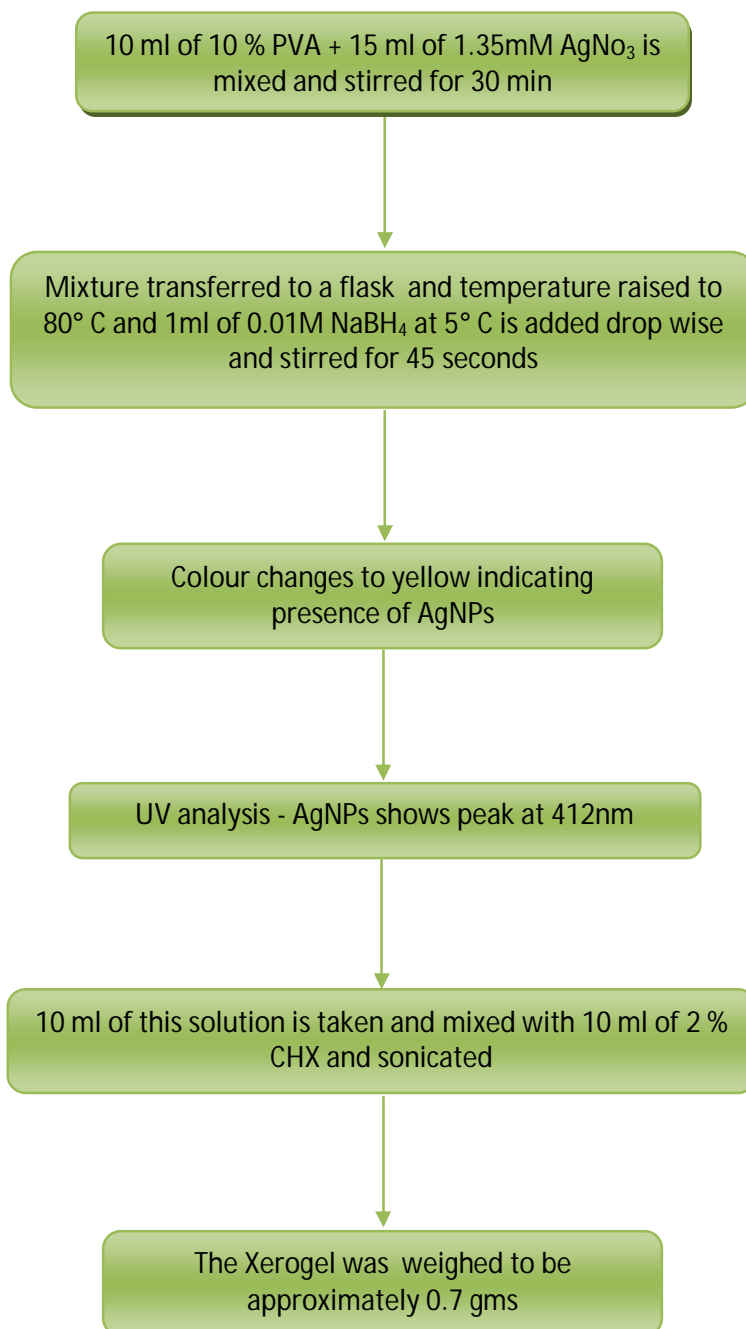 10 ml of 10 % PVA + 15 ml of 1.35mM AgNo₃ is
mixed and stirred for 30 min
Mixture transferred to a flask and temperature raised to
80° C and 1ml of 0.01M NaBH₄ at 5° C is added drop wise
and stirred for 45 seconds
Colour changes to yellow indicating
presence of AgNPs
UV analysis - AgNPs shows peak at 412nm
10 ml of this solution is taken and mixed with 10 ml of 2 %
CHX and sonicated
The Xerogel was weighed to be
approximately 0.7 gms